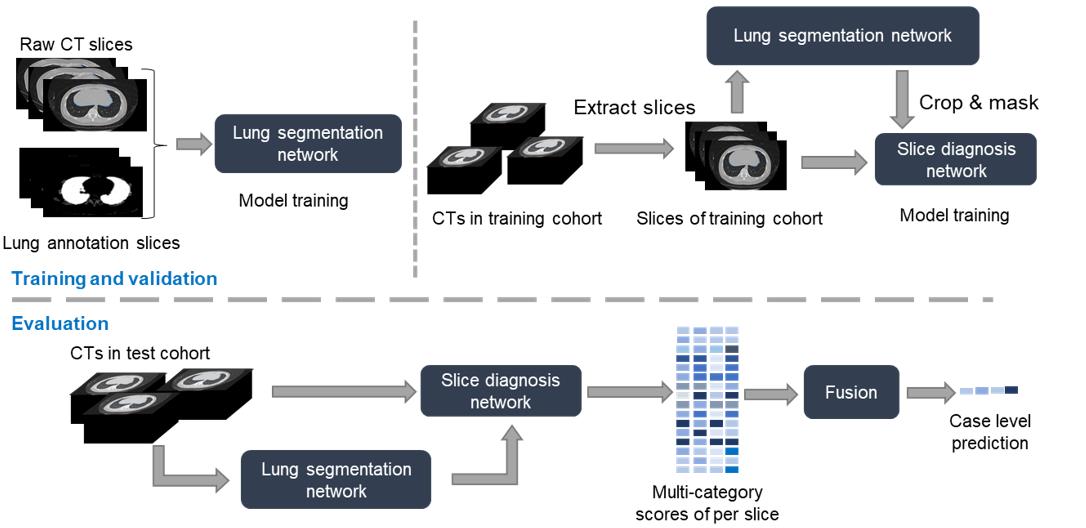 Raw CT slices
Lung segmentation
network
Model training
Lung annotation slices
Lung segmentation network
Extract slices
Crop & mask
Slice diagnosis
network
CTs in training cohort
Slices of training cohort
Model training
Training and validation
Evaluation
CTs in test cohort
Slice diagnosis
network
Fusion
Case level
prediction
Lung segmentation
network
Multi-category
scores of per slice